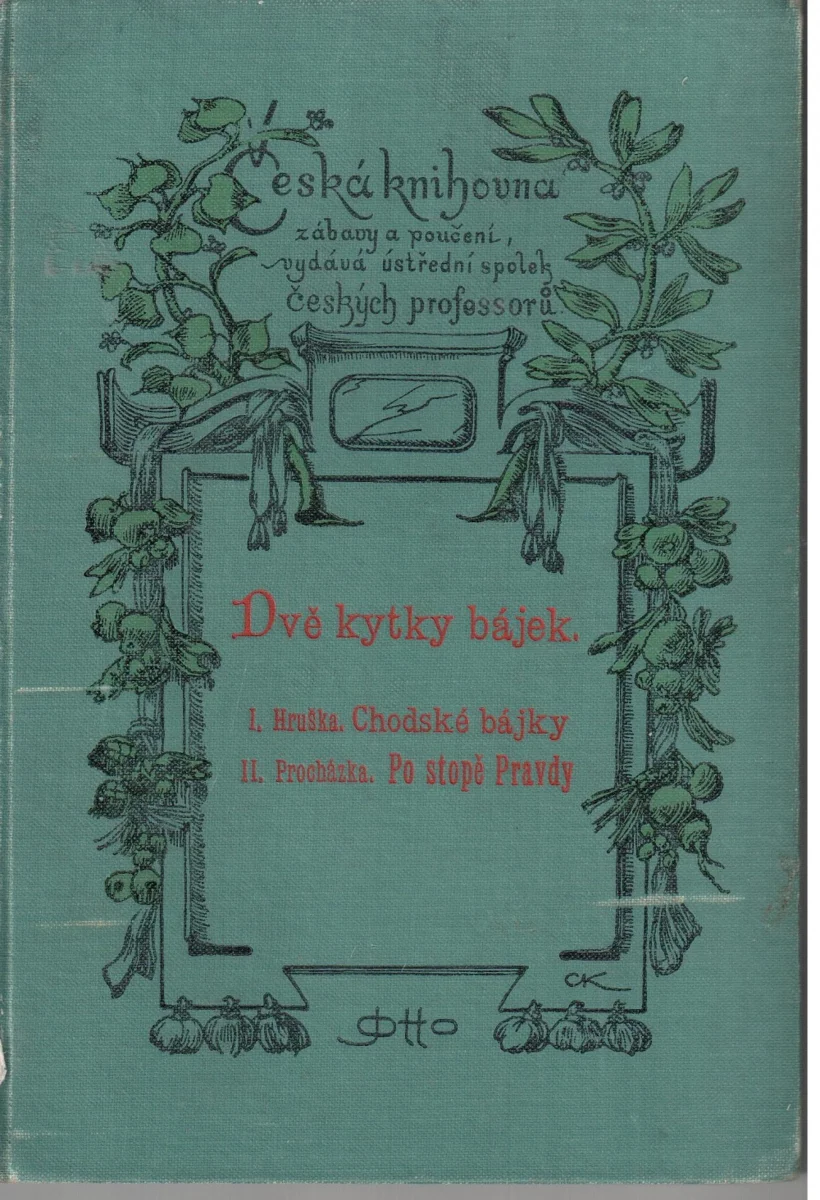 Česká knihovna
zábavy a poučení,
vydává ústřední spolek
českých professorů.
Dvě kytky bájek.
I. Hruška. Chodské bájky
II. Procházka. Po stopě Pravdy
CK
JOtto